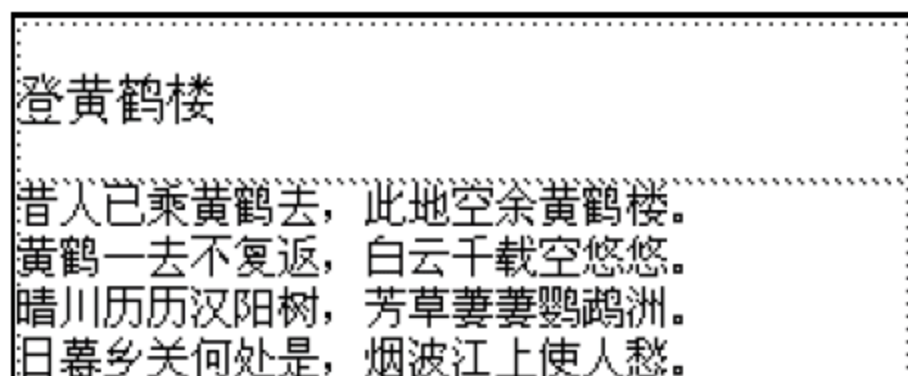 登黄鹤楼
昔人已乘黄鹤去，此地空余黄鹤楼。
黄鹤一去不复返，白云千载空悠悠。
晴川历历汉阳树，芳草萋萋鹦鹉洲。
日暮乡关何处是，烟波江上使人愁。